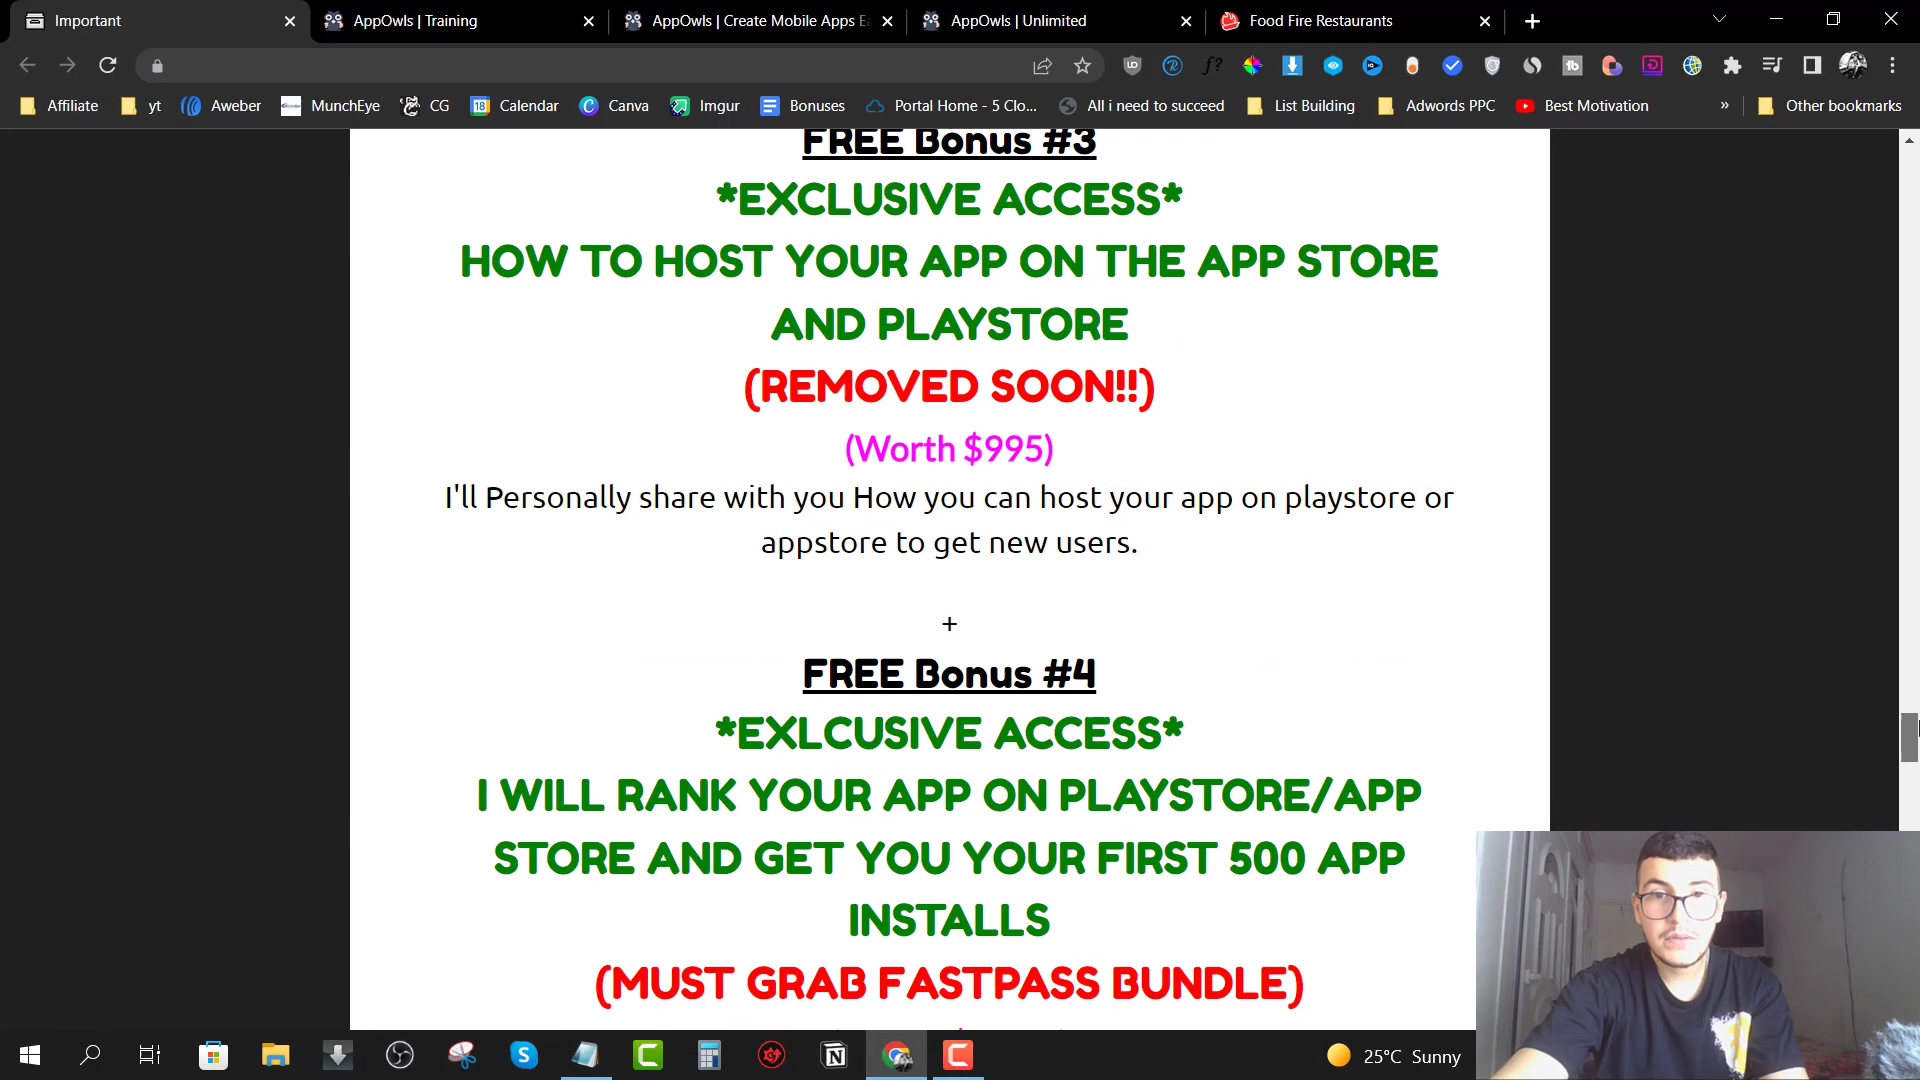 Important
AppOwls | Training
AppOwls | Create Mobile Apps Ea
AppOwls | Unlimited
Food Fire Restaurants
Affiliate
yt
Aweber
MunchEye
CG
Calendar
Canva
Imgur
Bonuses
Portal Home - 5 Clo...
All i need to succeed
List Building
Adwords PPC
Best Motivation
»
Other bookmarks
FREE Bonus #3
*EXCLUSIVE ACCESS*
HOW TO HOST YOUR APP ON THE APP STORE
AND PLAYSTORE
(REMOVED SOON!!)
(Worth $995)
I'll Personally share with you How you can host your app on playstore or
appstore to get new users.
+
FREE Bonus #4
*EXLCUSIVE ACCESS*
I WILL RANK YOUR APP ON PLAYSTORE/APP
STORE AND GET YOU YOUR FIRST 500 APP
INSTALLS
(MUST GRAB FASTPASS BUNDLE)
25°C Sunny